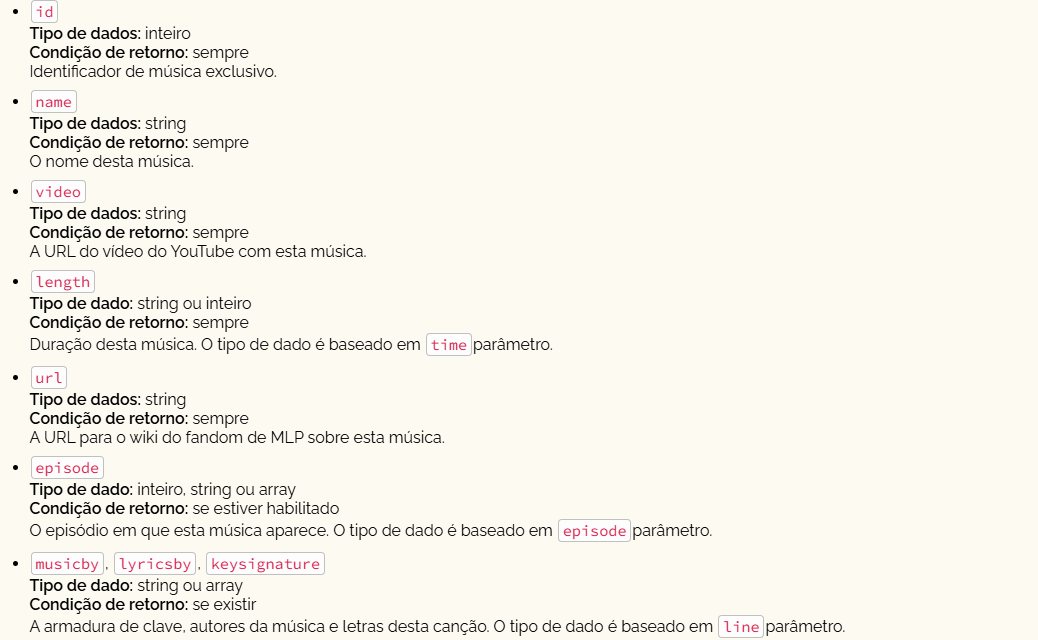 id
Tipo de dados: inteiro
Condição de retorno: sempre
Identificador de música exclusivo.
name
Tipo de dados: string
Condição de retorno: sempre
O nome desta música.
video
Tipo de dados: string
Condição de retorno: sempre
A URL do vídeo do YouTube com esta música.
length
Tipo de dado: string ou inteiro
Condição de retorno: sempre
Duração desta música. O tipo de dado é baseado em time parâmetro.
url
Tipo de dados: string
Condição de retorno: sempre
A URL para o wiki do fandom de MLP sobre esta música.
episode
Tipo de dado: inteiro, string ou array
Condição de retorno: se estiver habilitado
O episódio em que esta música aparece. O tipo de dado é baseado em episode parâmetro.
musicby, lyricsby, keysignature
Tipo de dado: string ou array
Condição de retorno: se existir
A armadura de clave, autores da música e letras desta canção. O tipo de dado é baseado em line parâmetro.